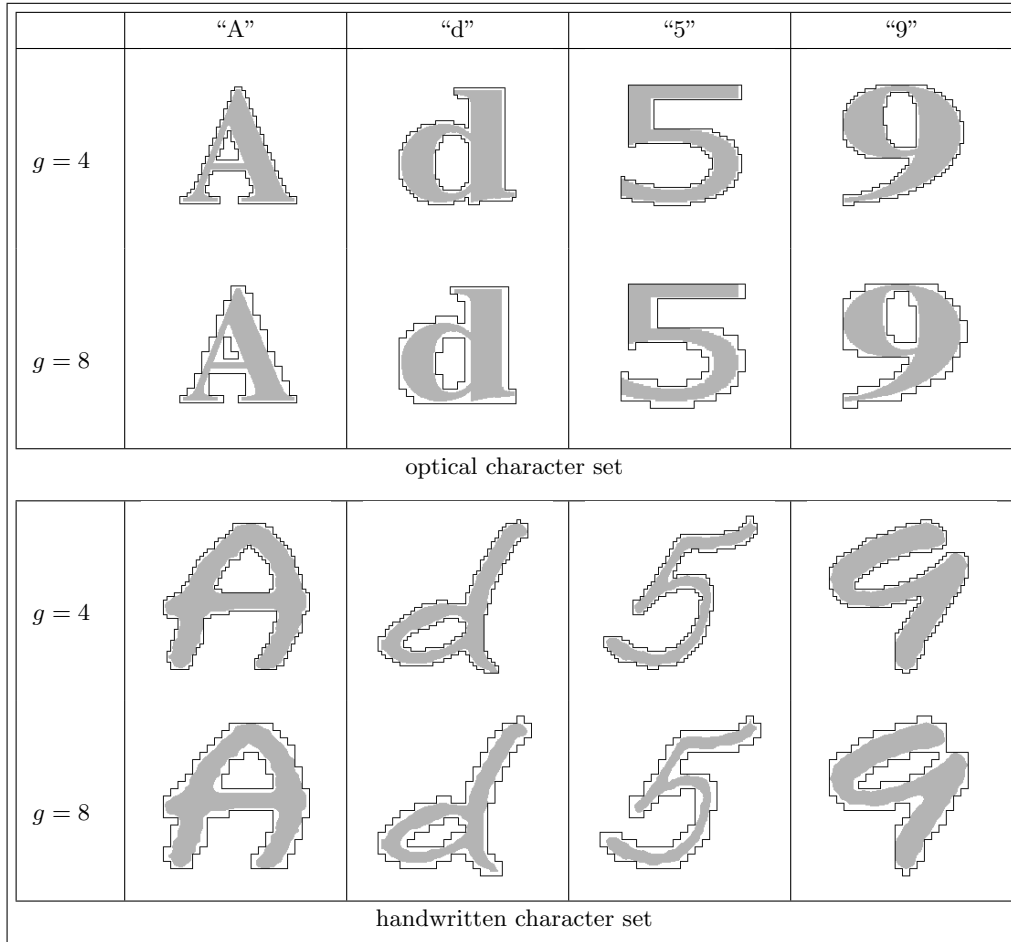 “A” “d” “5” “9”
g = 4
A d 5 9
g = 8
A d 5 9
optical character set
g = 4
A d 5 9
g = 8
A d 5 9
handwritten character set